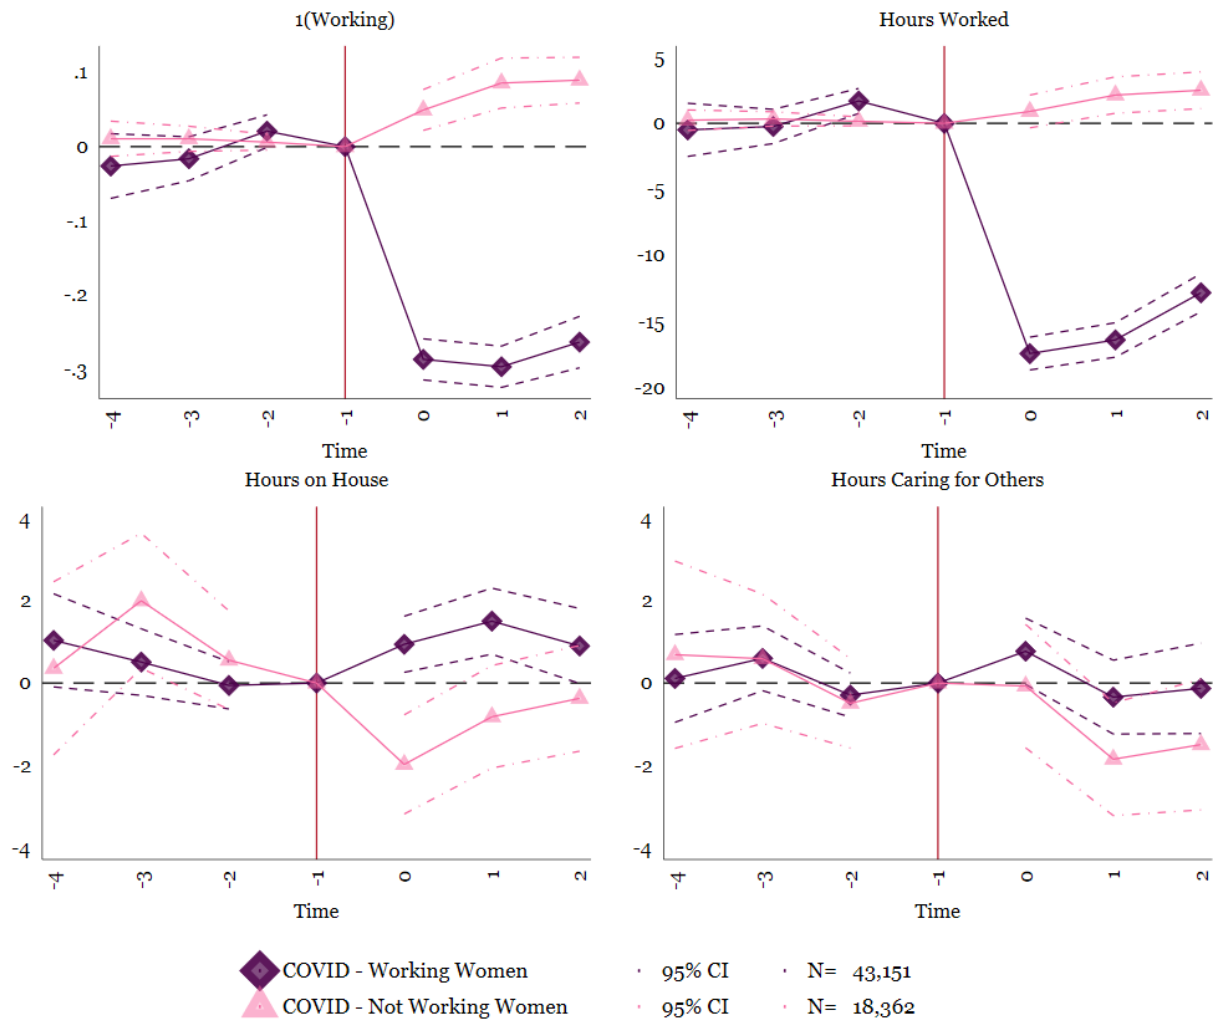 1(Working)
.1
0
-.1
-.2
-.3
-4 -3 -2 -1 0 1 2
Time
Hours Worked
5
0
-5
-10
-15
-20
-4 -3 -2 -1 0 1 2
Time
Hours on House
4
2
0
-2
-4
-4 -3 -2 -1 0 1 2
Time
Hours Caring for Others
4
2
0
-2
-4
-4 -3 -2 -1 0 1 2
Time
COVID - Working Women 95% CI N= 43,151
COVID - Not Working Women 95% CI N= 18,362